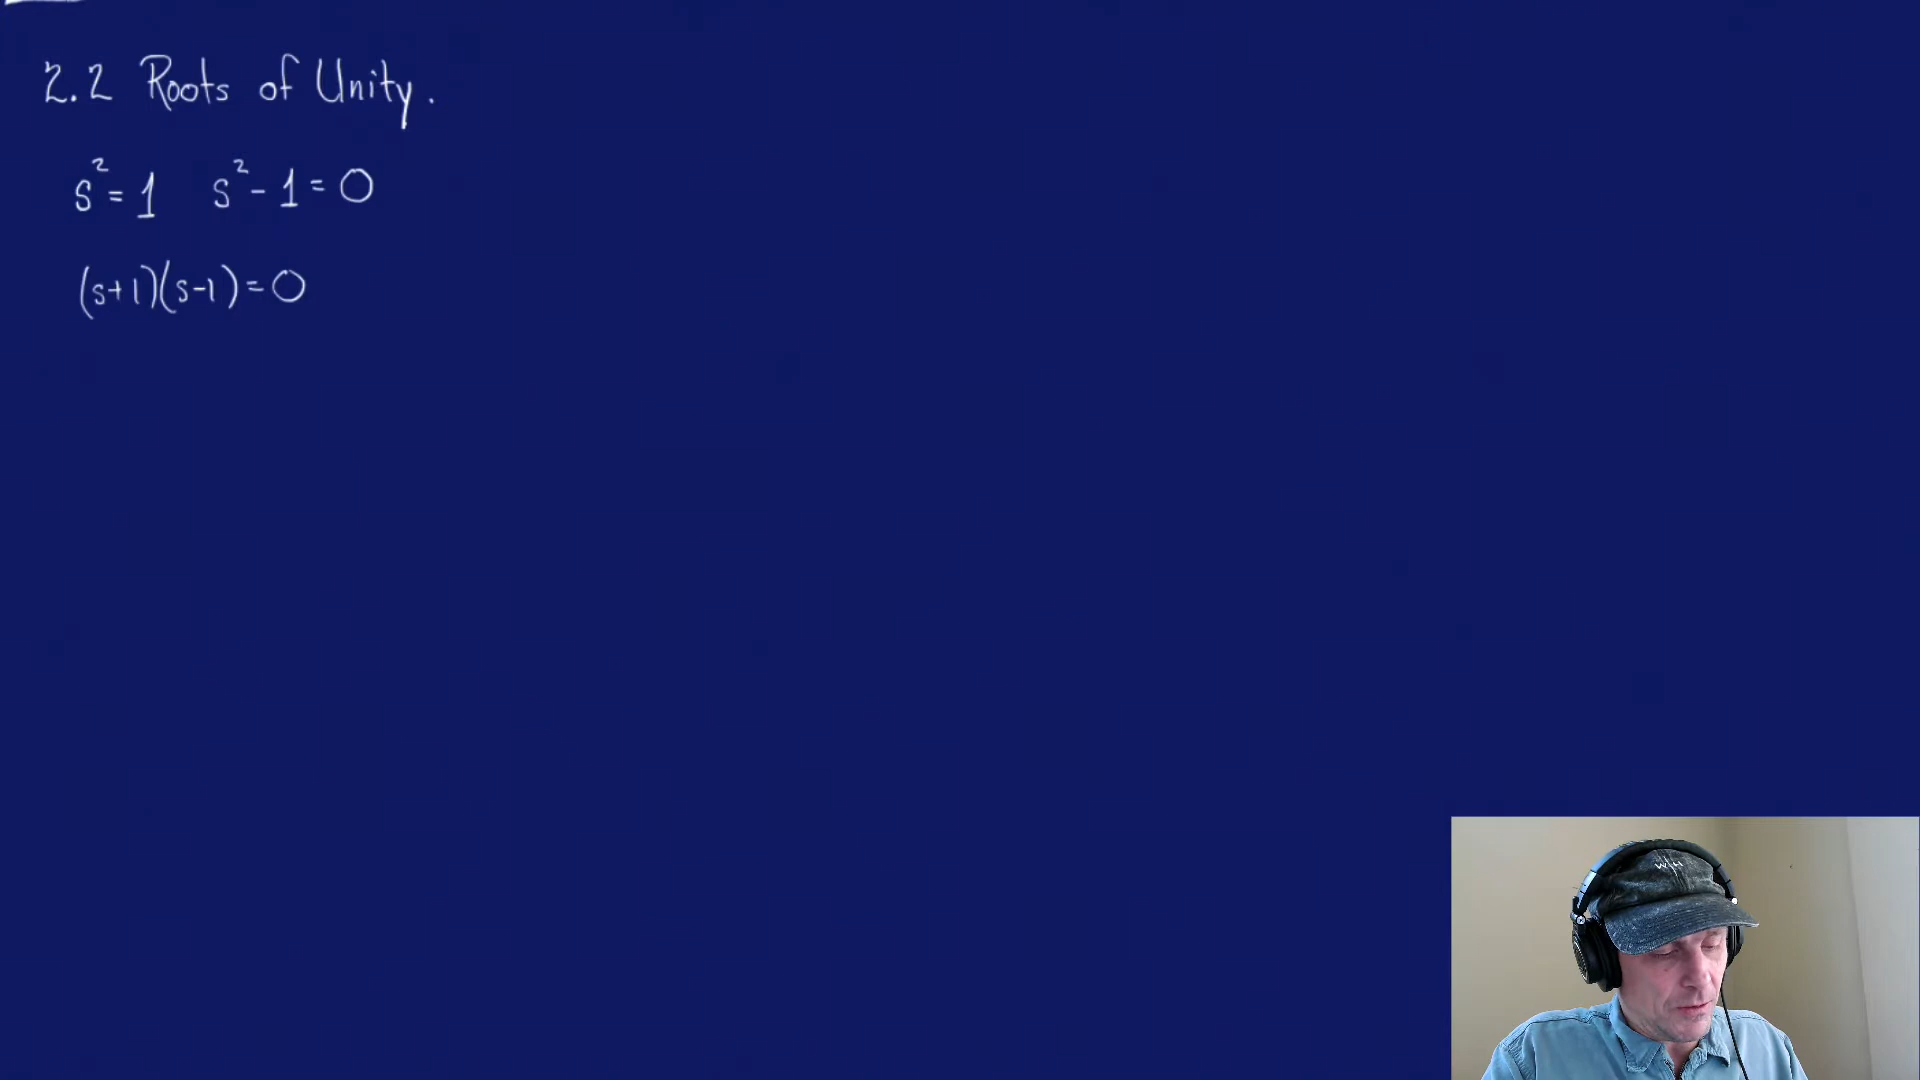 2.2 Roots of Unity.
s² = 1 s² - 1 = 0
(s+1)(s-1) = 0